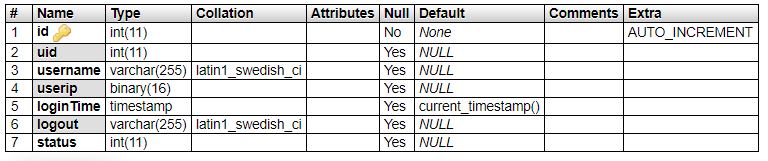 # Name Type Collation Attributes Null Default Comments Extra
1 id int(11) No None AUTO_INCREMENT
2 uid int(11) Yes NULL
3 username varchar(255) latin1_swedish_ci Yes NULL
4 userip binary(16) Yes NULL
5 loginTime timestamp Yes current_timestamp()
6 logout varchar(255) latin1_swedish_ci Yes NULL
7 status int(11) Yes NULL